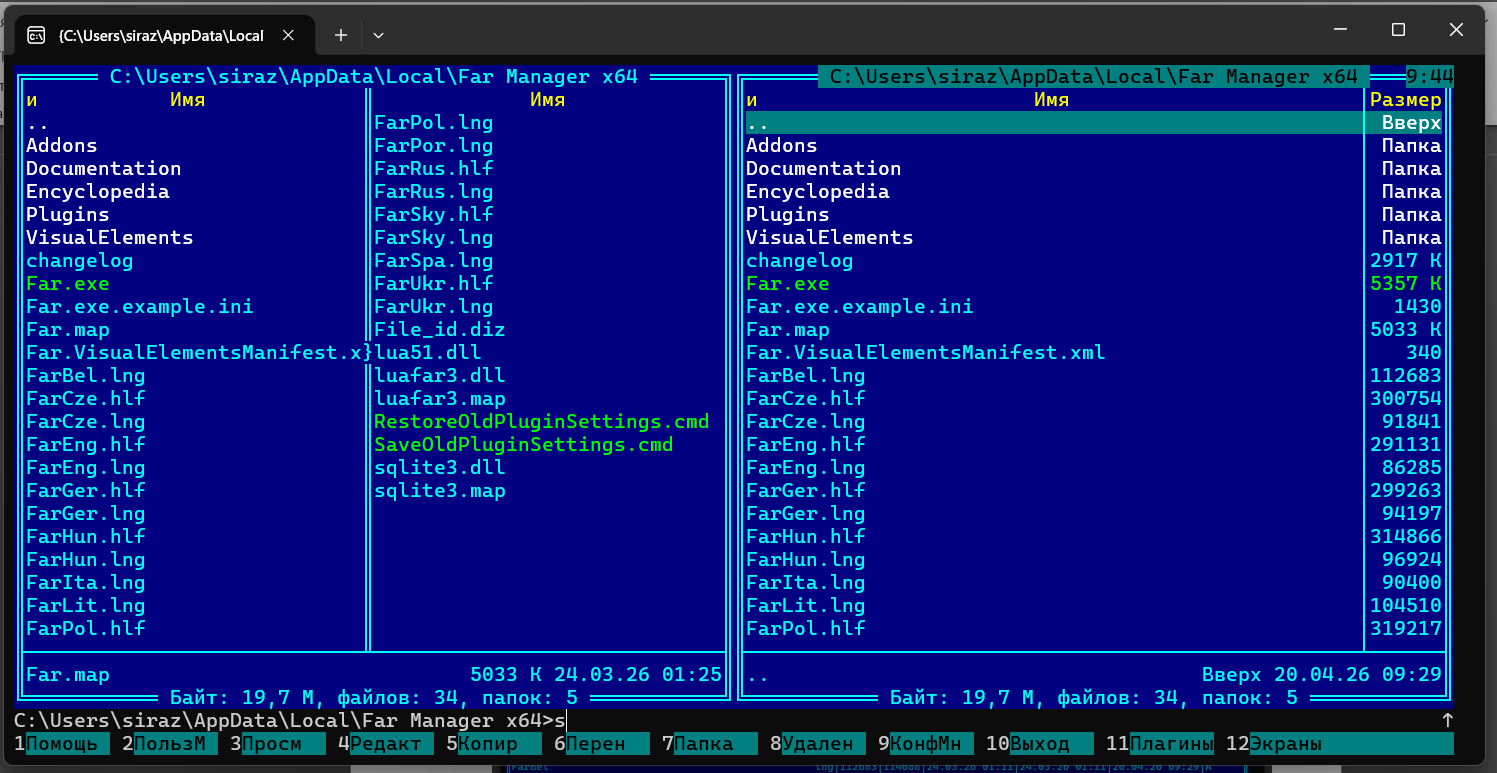 {C:\Users\siraz\AppData\Local
C:\Users\siraz\AppData\Local\Far Manager x64
и Имя Имя
..
Addons
Documentation
Encyclopedia
Plugins
VisualElements
changelog
Far.exe
Far.exe.example.ini
Far.map
Far.VisualElementsManifest.x}
FarBel.lng
FarCze.hlf
FarCze.lng
FarEng.hlf
FarEng.lng
FarGer.hlf
FarGer.lng
FarHun.hlf
FarHun.lng
FarIta.lng
FarLit.lng
FarPol.hlf
FarPol.lng
FarPor.lng
FarRus.hlf
FarRus.lng
FarSky.hlf
FarSky.lng
FarSpa.lng
FarUkr.hlf
FarUkr.lng
File_id.diz
lua51.dll
luafar3.dll
luafar3.map
RestoreOldPluginSettings.cmd
SaveOldPluginSettings.cmd
sqlite3.dll
sqlite3.map
Far.map 5033 К 24.03.26 01:25
Байт: 19,7 М, файлов: 34, папок: 5
C:\Users\siraz\AppData\Local\Far Manager x64 9:44
и Имя Размер
.. Вверх
Addons Папка
Documentation Папка
Encyclopedia Папка
Plugins Папка
VisualElements Папка
changelog 2917 К
Far.exe 5357 К
Far.exe.example.ini 1430
Far.map 5033 К
Far.VisualElementsManifest.xml 340
FarBel.lng 112683
FarCze.hlf 300754
FarCze.lng 91841
FarEng.hlf 291131
FarEng.lng 86285
FarGer.hlf 299263
FarGer.lng 94197
FarHun.hlf 314866
FarHun.lng 96924
FarIta.lng 90400
FarLit.lng 104510
FarPol.hlf 319217
.. Вверх 20.04.26 09:29
Байт: 19,7 М, файлов: 34, папок: 5
C:\Users\siraz\AppData\Local\Far Manager x64>s
1Помощь 2ПользМ 3Просм 4Редакт 5Копир 6Перен 7Папка 8Удален 9КонфМн 10Выход 11Плагины 12Экраны